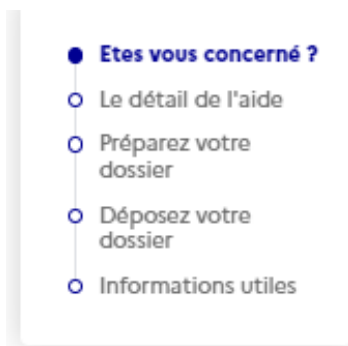 Etes vous concerné ?
Le détail de l'aide
Préparez votre
dossier
Déposez votre
dossier
Informations utiles